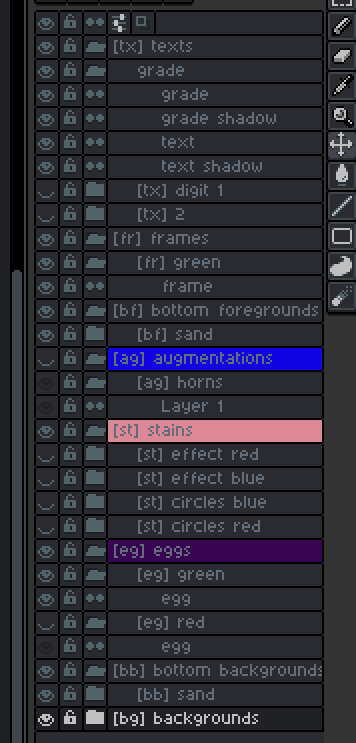 [tx] texts
grade
grade
grade shadow
text
text shadow
[tx] digit 1
[tx] 2
[fr] frames
[fr] green
frame
[bf] bottom foregrounds
[bf] sand
[ag] augmentations
[ag] horns
Layer 1
[st] stains
[st] effect red
[st] effect blue
[st] circles blue
[st] circles red
[eg] eggs
[eg] green
egg
[eg] red
egg
[bb] bottom backgrounds
[bb] sand
[bg] backgrounds